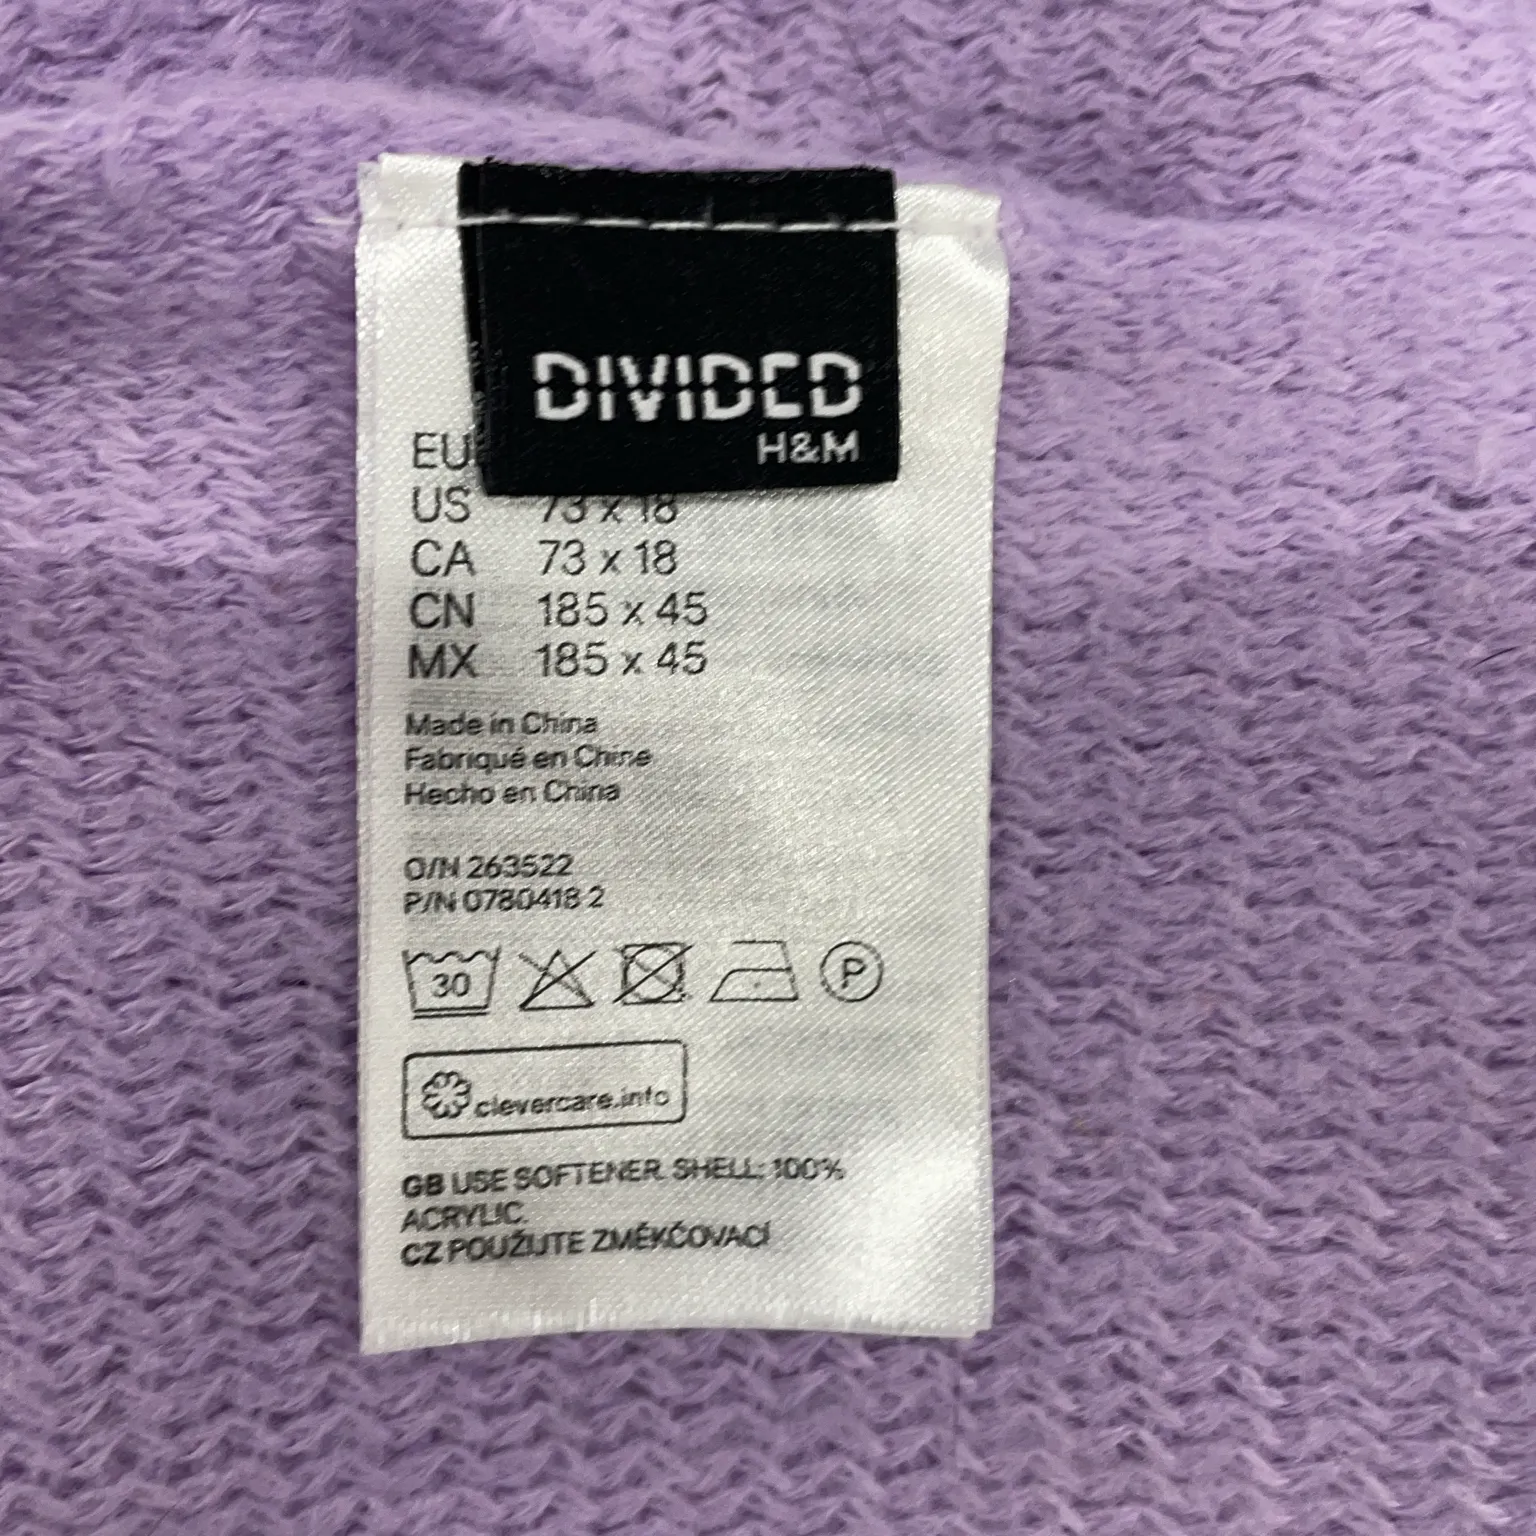 DIVIDED
H&M
EU
US 73 x 18
CA 73 x 18
CN 185 x 45
MX 185 x 45
Made in China
Fabriqué en Chine
Hecho en China
O/N 263522
P/N 0780418 2
30
P
clevercare.info
GB USE SOFTENER. SHELL: 100%
ACRYLIC.
CZ POUŽIJTE ZMĚKČOVACÍ